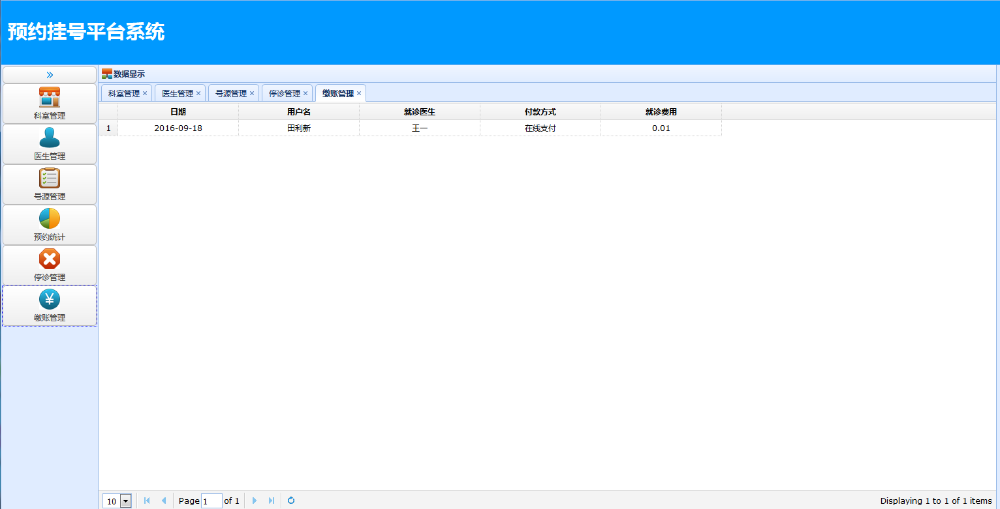 预约挂号平台系统
科室管理
医生管理
号源管理
预约统计
停诊管理
缴账管理
数据显示
科室管理 医生管理 号源管理 停诊管理 缴账管理
日期 用户名 就诊医生 付款方式 就诊费用
1 2016-09-18 田利新 王一 在线支付 0.01
10 Page 1 of 1 Displaying 1 to 1 of 1 items